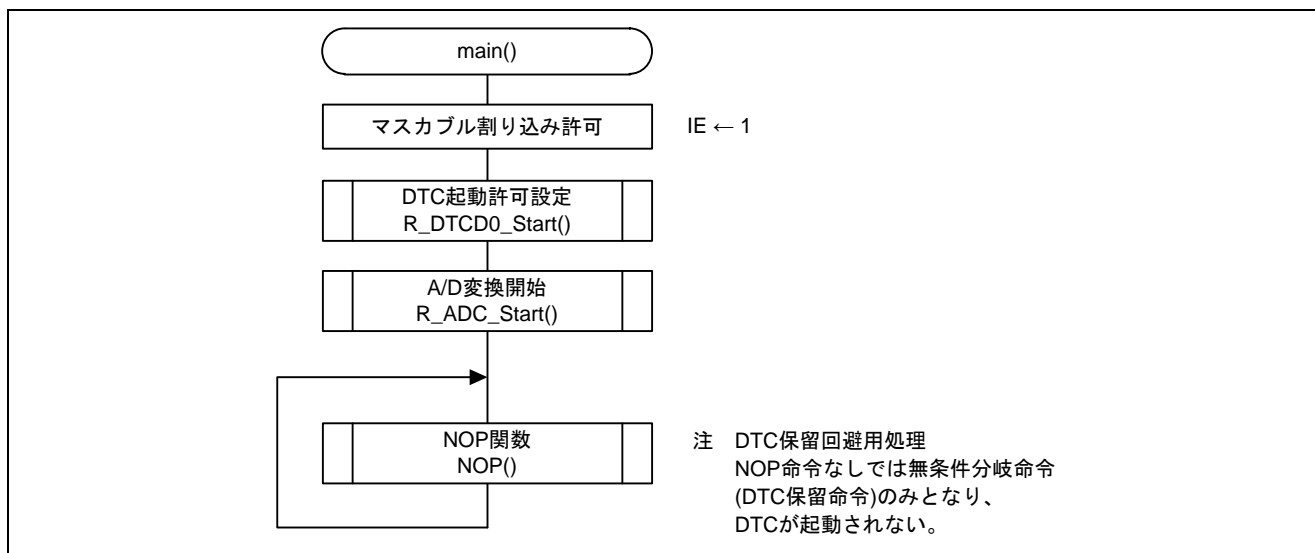 main()
マスカブル割り込み許可
IE ← 1
DTC起動許可設定
R_DTCD0_Start()
A/D変換開始
R_ADC_Start()
NOP関数
NOP()
注 DTC保留回避用処理
NOP命令なしでは無条件分岐命令
(DTC保留命令)のみとなり、
DTCが起動されない。